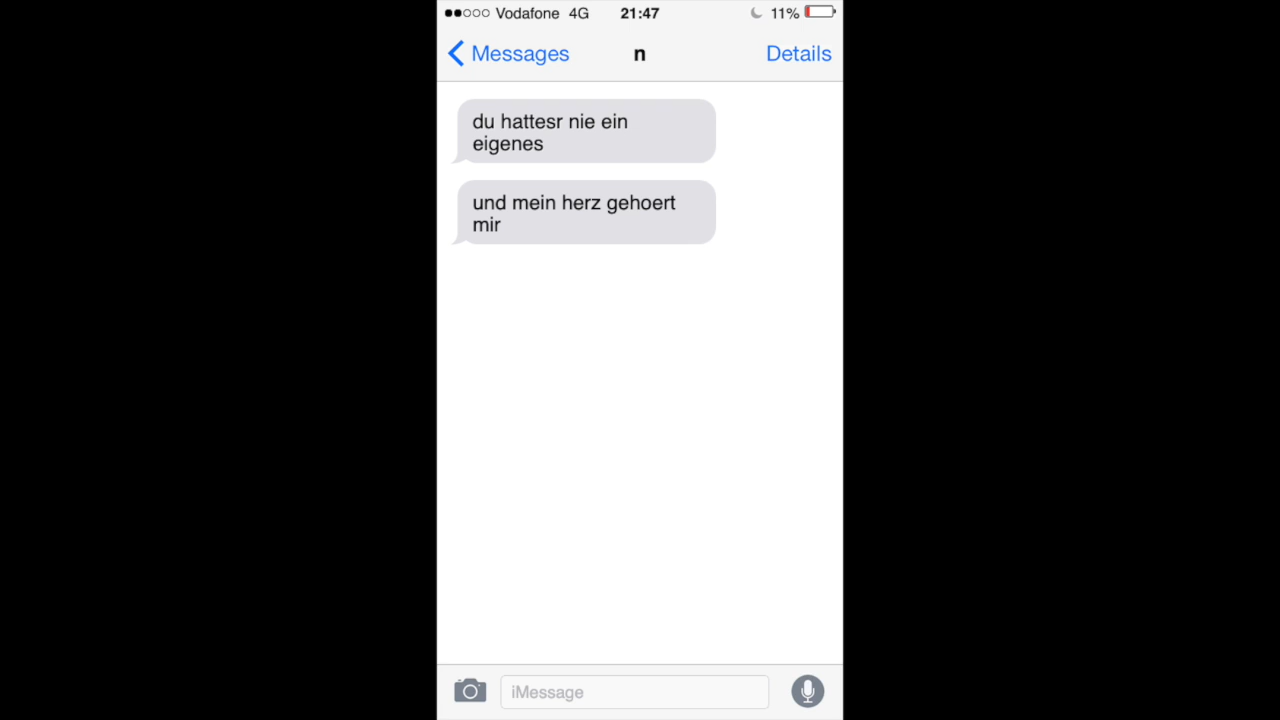 Vodafone 4G 21:47 11%
Messages n Details
du hattesr nie ein
eigenes
und mein herz gehoert
mir
iMessage